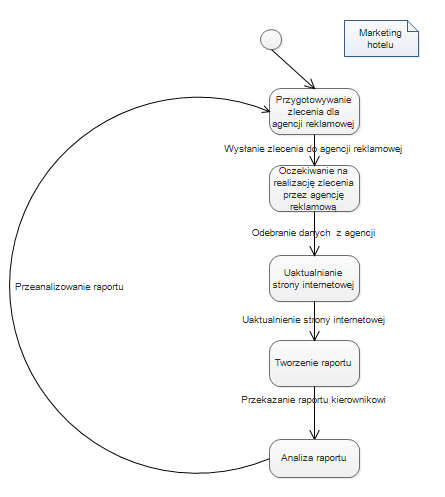 Marketing
hotelu
Przygotowywanie
zlecenia dla
agencji reklamowej
Wysłanie zlecenia do agencji reklamowej
Oczekiwanie na
realizację zlecenia
przez agencję
reklamową
Odebranie danych z agencji
Uaktualnianie
strony internetowej
Przeanalizowanie raportu
Uaktualnienie strony internetowej
Tworzenie raportu
Przekazanie raportu kierownikowi
Analiza raportu